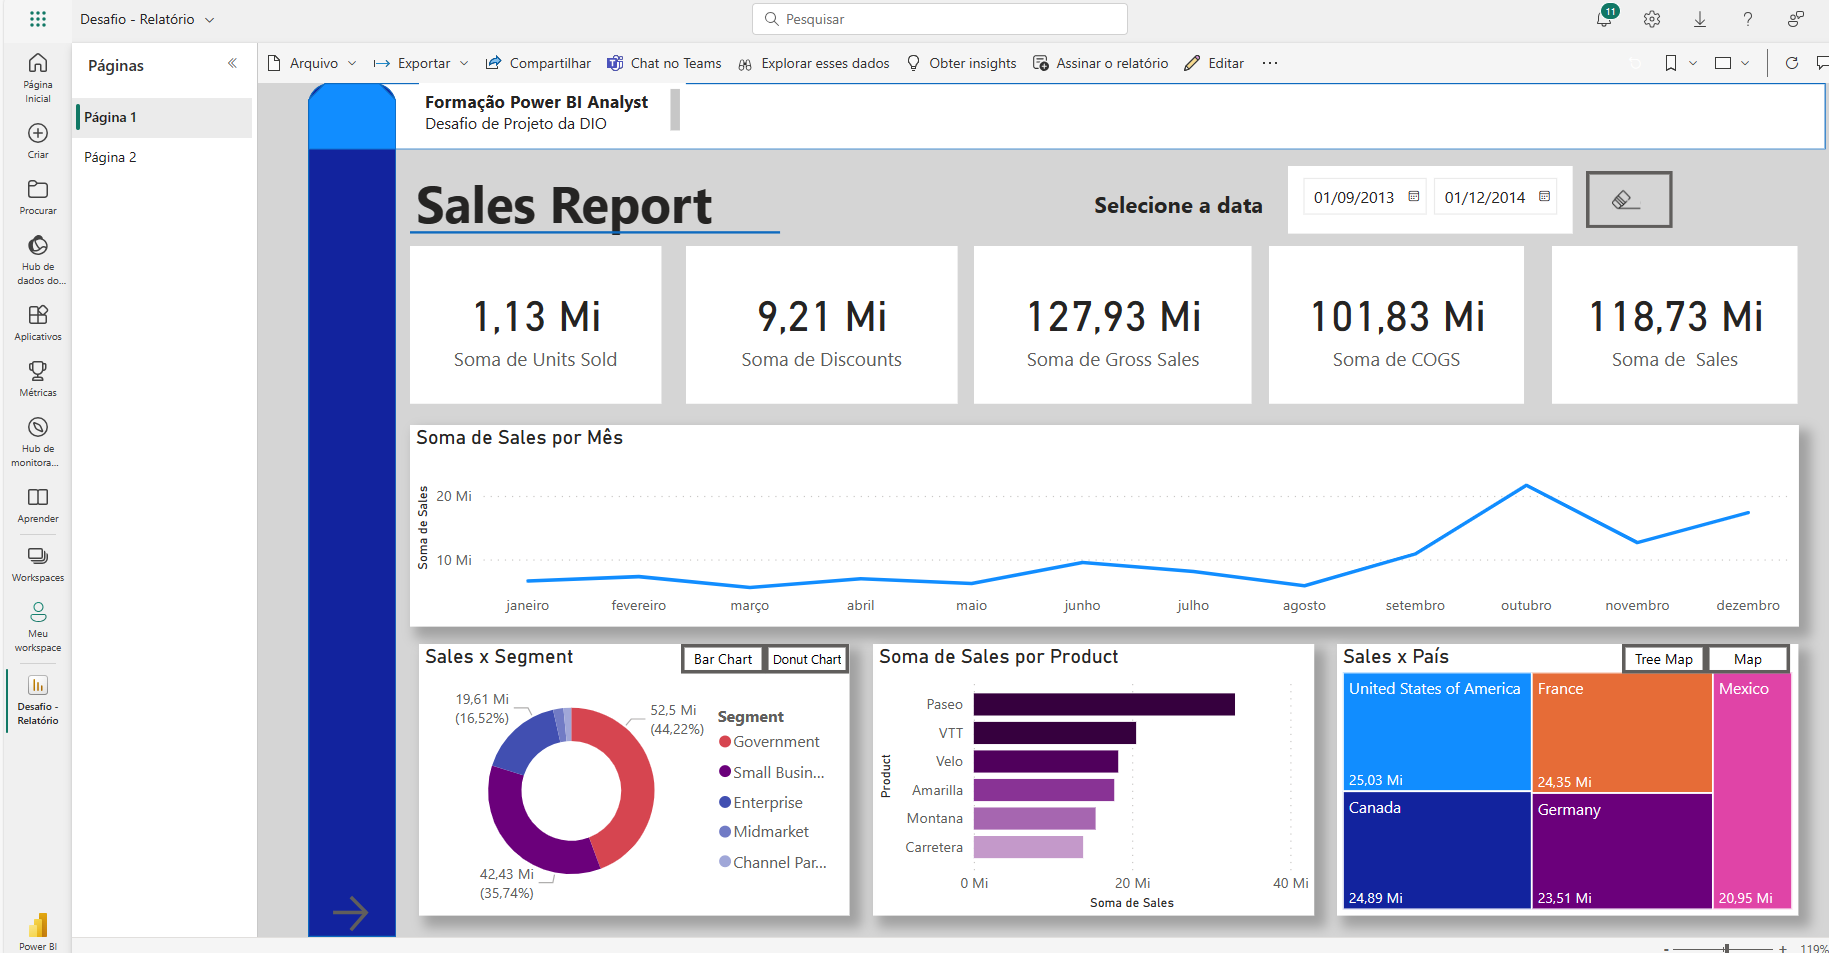 Desafio - Relatório
Pesquisar
11
Página
Inicial
Criar
Procurar
Hub de
dados do...
Aplicativos
Métricas
Hub de
monitora...
Aprender
Workspaces
Meu
workspace
Desafio -
Relatório
Power BI
Páginas
Página 1
Página 2
Arquivo
Exportar
Compartilhar
Chat no Teams
Explorar esses dados
Obter insights
Assinar o relatório
Editar
Formação Power BI Analyst
Desafio de Projeto da DIO
Sales Report
Selecione a data
01/09/2013
01/12/2014
1,13 Mi
Soma de Units Sold
9,21 Mi
Soma de Discounts
127,93 Mi
Soma de Gross Sales
101,83 Mi
Soma de COGS
118,73 Mi
Soma de  Sales
Soma de Sales por Mês
Soma de Sales
20 Mi
10 Mi
janeiro
fevereiro
março
abril
maio
junho
julho
agosto
setembro
outubro
novembro
dezembro
Sales x Segment
Bar Chart
Donut Chart
19,61 Mi
(16,52%)
52,5 Mi
(44,22%)
42,43 Mi
(35,74%)
Segment
Government
Small Busin...
Enterprise
Midmarket
Channel Par...
Soma de Sales por Product
Product
Paseo
VTT
Velo
Amarilla
Montana
Carretera
0 Mi
20 Mi
40 Mi
Soma de Sales
Sales x País
Tree Map
Map
United States of America
25,03 Mi
France
24,35 Mi
Mexico
20,95 Mi
Canada
24,89 Mi
Germany
23,51 Mi
- + 119%